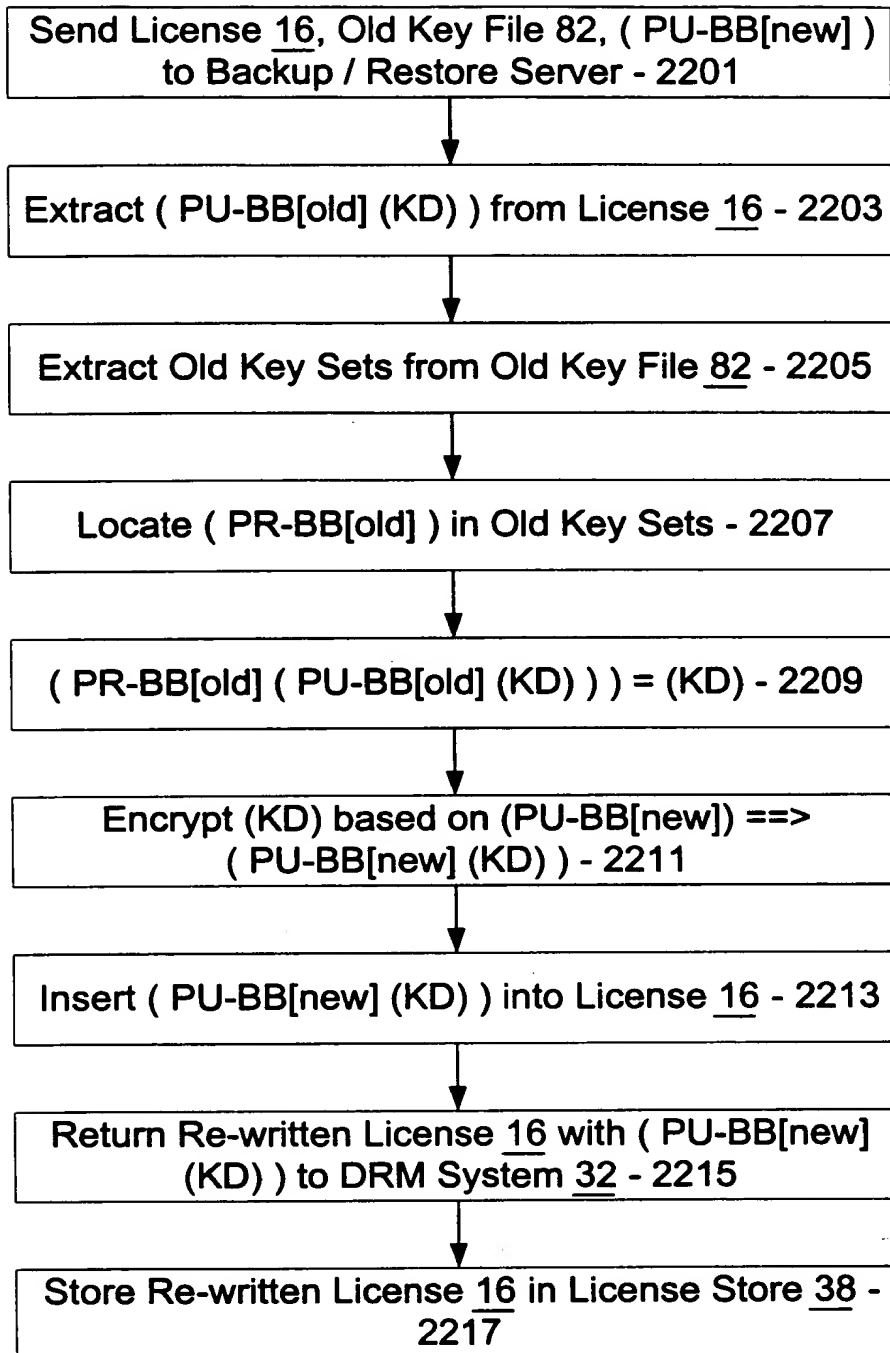 Send License 16, Old Key File 82, ( PU-BB[new] )
to Backup / Restore Server - 2201
Extract ( PU-BB[old] (KD) ) from License 16 - 2203
Extract Old Key Sets from Old Key File 82 - 2205
Locate ( PR-BB[old] ) in Old Key Sets - 2207
( PR-BB[old] ( PU-BB[old] (KD) ) ) = (KD) - 2209
Encrypt (KD) based on (PU-BB[new]) ==>
( PU-BB[new] (KD) ) - 2211
Insert ( PU-BB[new] (KD) ) into License 16 - 2213
Return Re-written License 16 with ( PU-BB[new]
(KD) ) to DRM System 32 - 2215
Store Re-written License 16 in License Store 38 -
2217